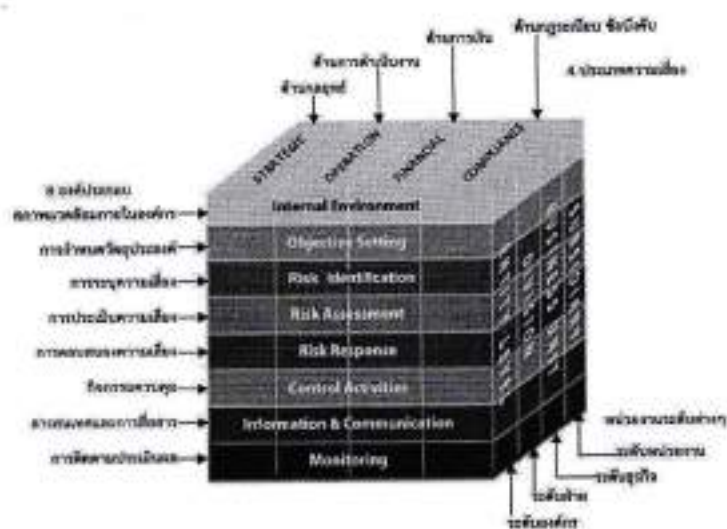 ด้านกฎระเบียบ ข้อบังคับ
ด้านการเงิน
ด้านการดำเนินงาน
ด้านกลยุทธ์
4 ประเภทความเสี่ยง
STRATEGIC
OPERATION
FINANCIAL
COMPLIANCE
8 องค์ประกอบ
สภาพแวดล้อมภายในองค์กร
Internal Environment
การกำหนดวัตถุประสงค์
Objective Setting
การระบุความเสี่ยง
Risk Identification
การประเมินความเสี่ยง
Risk Assessment
การตอบสนองความเสี่ยง
Risk Response
กิจกรรมควบคุม
Control Activities
สารสนเทศและการสื่อสาร
Information & Communication
การติดตามประเมินผล
Monitoring
หน่วยงานระดับต่างๆ
ระดับหน่วยงาน
ระดับธุรกิจ
ระดับฝ่าย
ระดับองค์กร